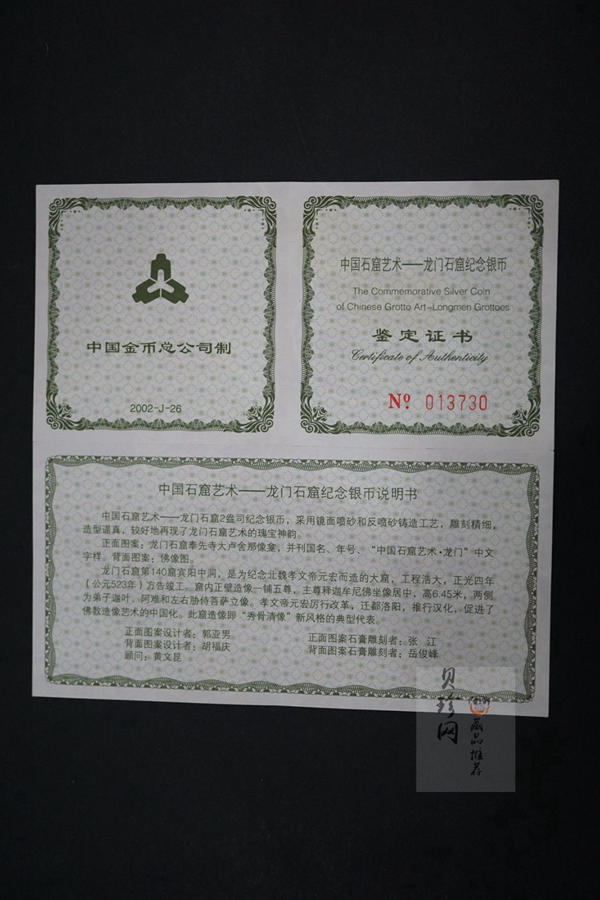 中国金币总公司制
2002-J-26
中国石窟艺术——龙门石窟纪念银币
The Commemorative Silver Coin
of Chinese Grotto Art-Longmen Grottoes
鉴定证书
Certificate of Authenticity
Nº 013730
中国石窟艺术——龙门石窟纪念银币说明书
中国石窟艺术——龙门石窟2盎司纪念银币，采用镜面喷砂和反喷砂铸造工艺，雕刻精细，
造型逼真，较好地再现了龙门石窟艺术的瑰宝神韵。
正面图案：龙门石窟奉先寺大卢舍那像龛，并刊国名、年号、“中国石窟艺术·龙门”中文
字样。背面图案：佛像图。
龙门石窟第140窟宾阳中洞，是为纪念北魏孝文帝元宏而造的大窟，工程浩大，正光四年
（公元523年）方告竣工。窟内正壁造像一铺五尊，主尊释迦牟尼佛坐像居中，高6.45米，两侧
为弟子迦叶、阿难和左右胁侍菩萨立像。孝文帝元宏厉行改革，迁都洛阳，推行汉化，促进了
佛教造像艺术的中国化。此窟造像即“秀骨清像”新风格的典型代表。
正面图案设计者：郭亚男
正面图案石膏雕刻者：张 江
背面图案设计者：胡福庆
背面图案石膏雕刻者：岳俊峰
顾问：黄文昆
贝珍网
藏品推荐